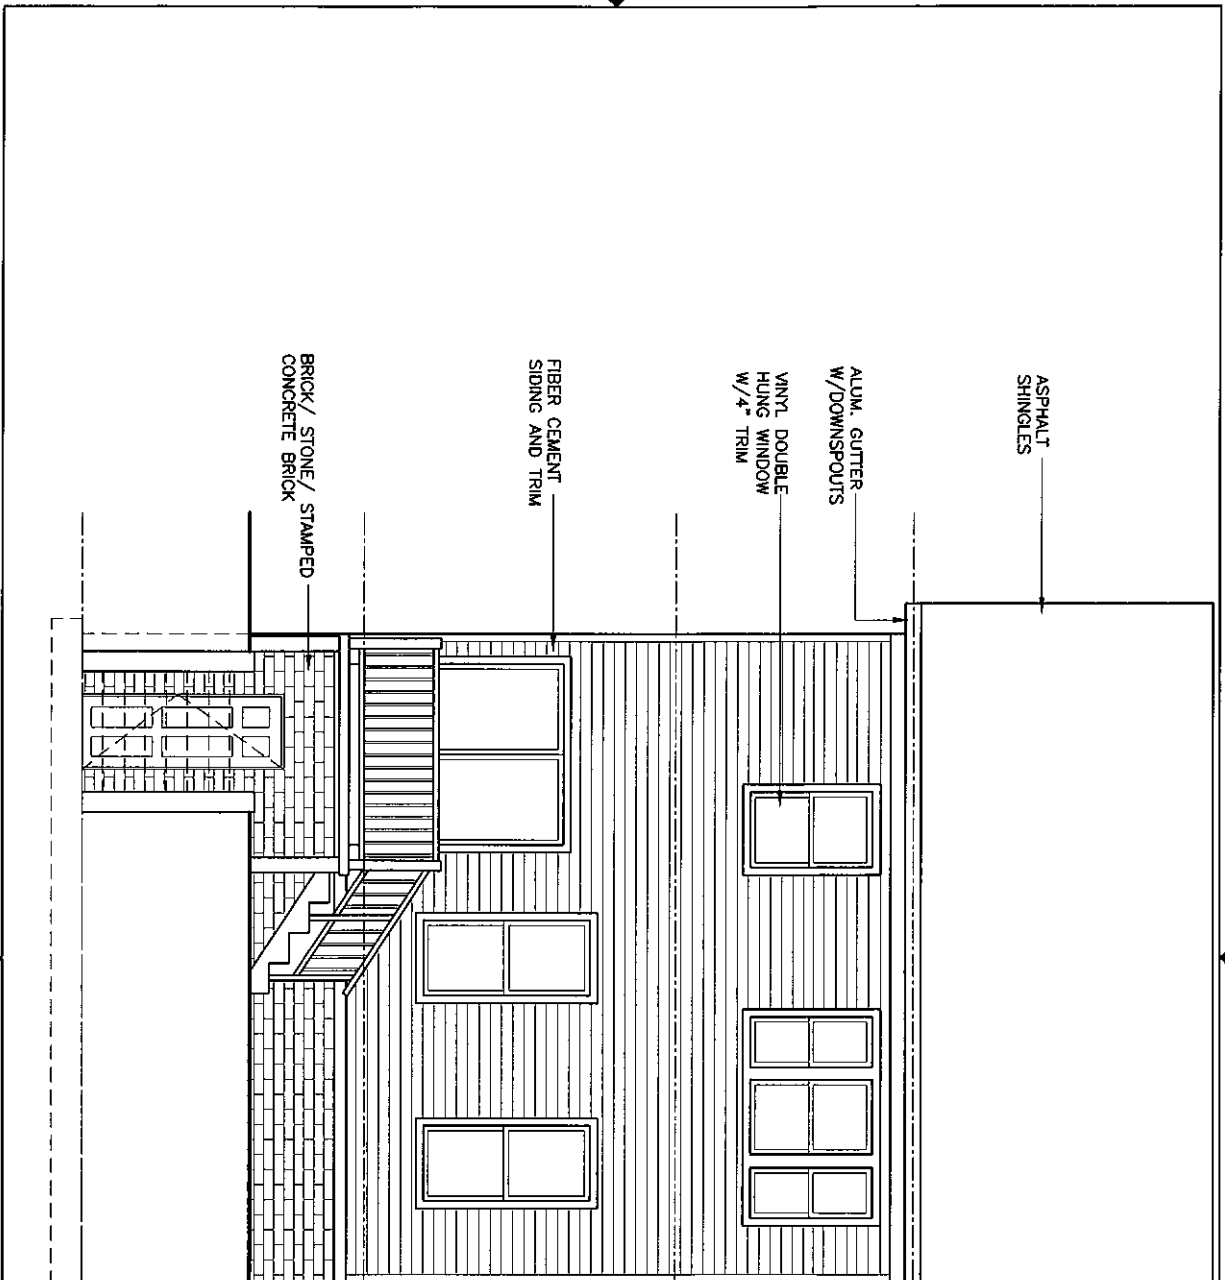 ASPHALT
SHINGLES
ALUM. GUTTER
W/DOWNSPOUTS
VINYL DOUBLE
HUNG WINDOW
W/4" TRIM
FIBER CEMENT
SIDING AND TRIM
BRICK/ STONE/ STAMPED
CONCRETE BRICK